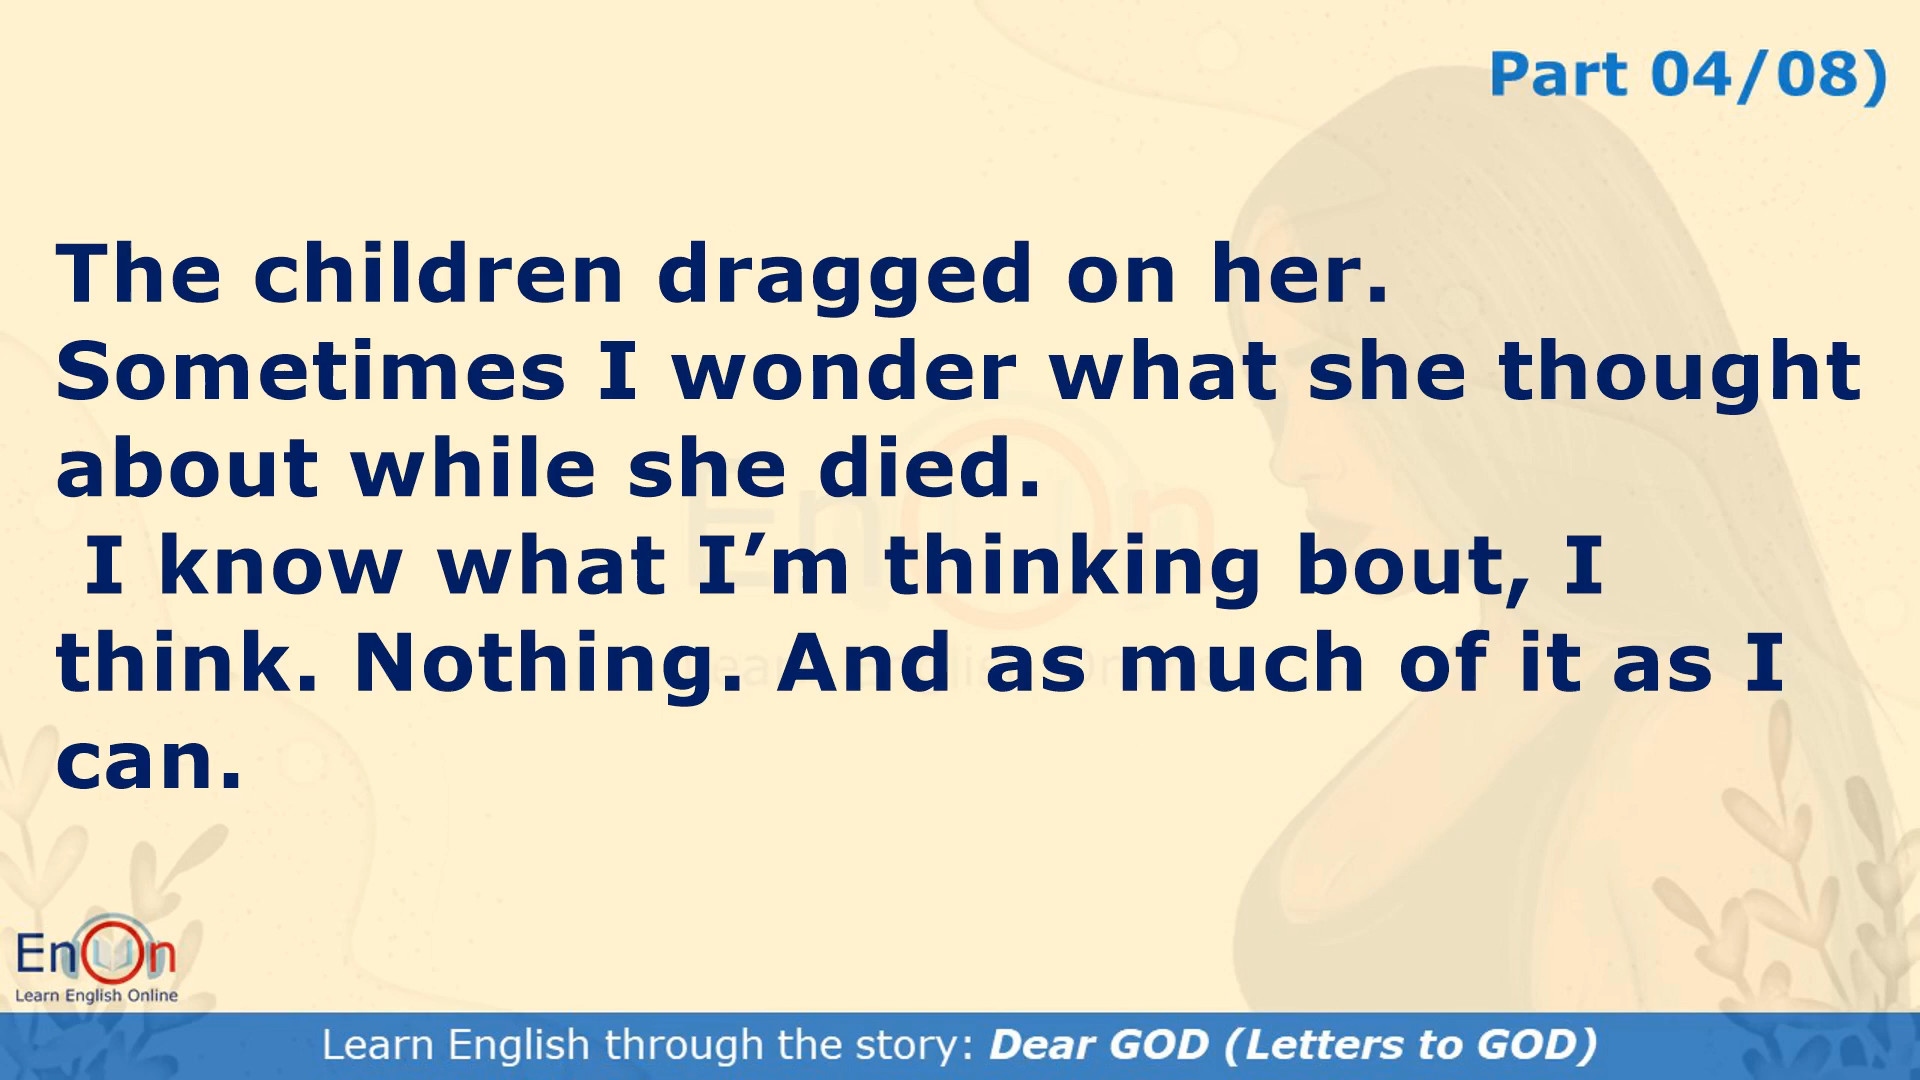 Part 04/08)
The children dragged on her.
Sometimes I wonder what she thought
about while she died.
I know what I’m thinking bout, I
think. Nothing. And as much of it as I
can.
EnOn
Learn English Online
Learn English through the story: Dear GOD (Letters to GOD)